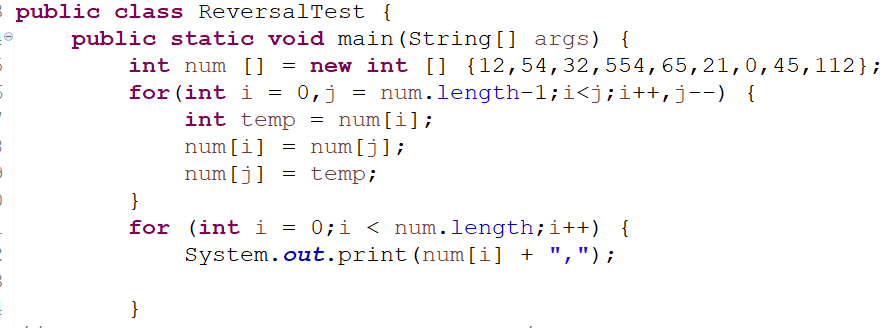 public class ReversalTest {
public static void main(String[] args) {
int num [] = new int [] {12,54,32,554,65,21,0,45,112};
for(int i = 0,j = num.length-1;i<j;i++,j--) {
int temp = num[i];
num[i] = num[j];
num[j] = temp;
}
for (int i = 0;i < num.length;i++) {
System.out.print(num[i] + ",");
}